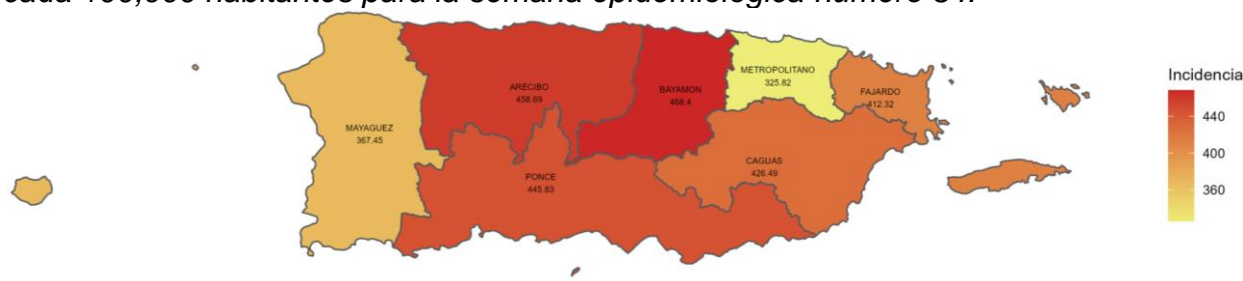 cada 100,000 habitantes para la semana epidemiológica número 34.
METROPOLITANO
325.82
Incidencia
ARECIBO
458.69
BAYAMON
468.4
FAJARDO
412.32
440
MAYAGUEZ
367.45
400
CAGUAS
426.49
PONCE
445.83
360